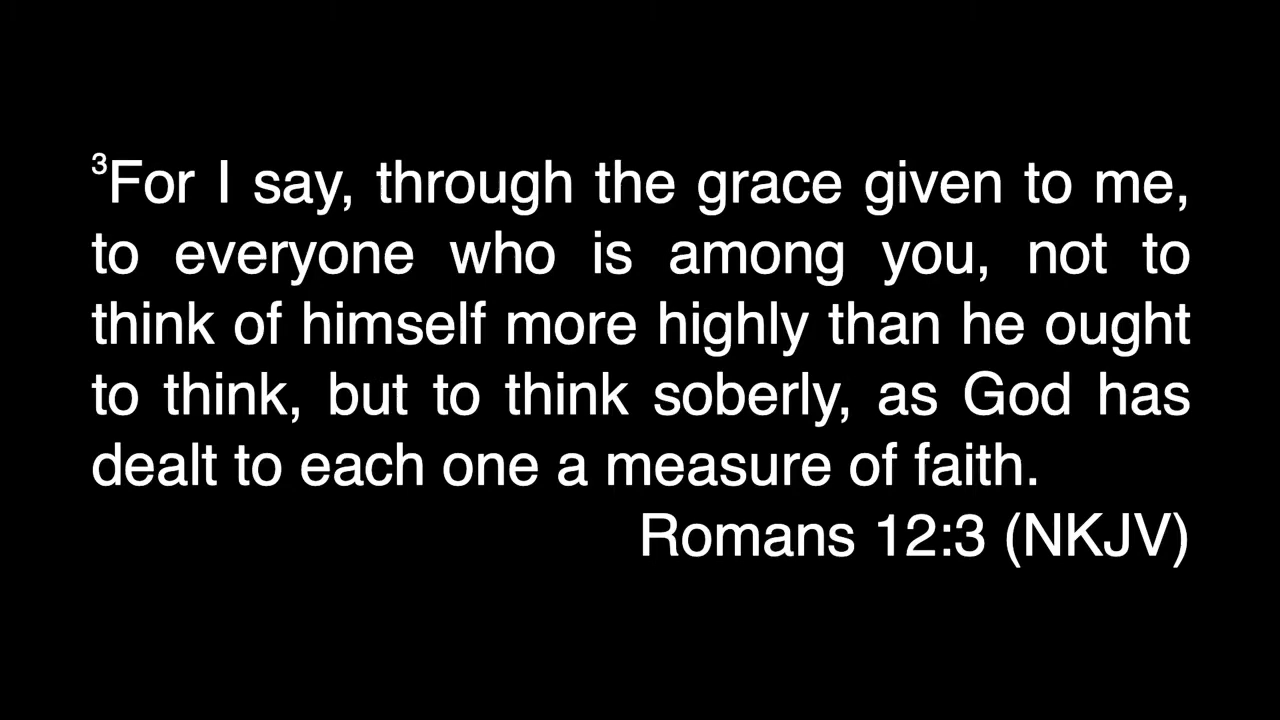 ³For I say, through the grace given to me,
to everyone who is among you, not to
think of himself more highly than he ought
to think, but to think soberly, as God has
dealt to each one a measure of faith.
Romans 12:3 (NKJV)